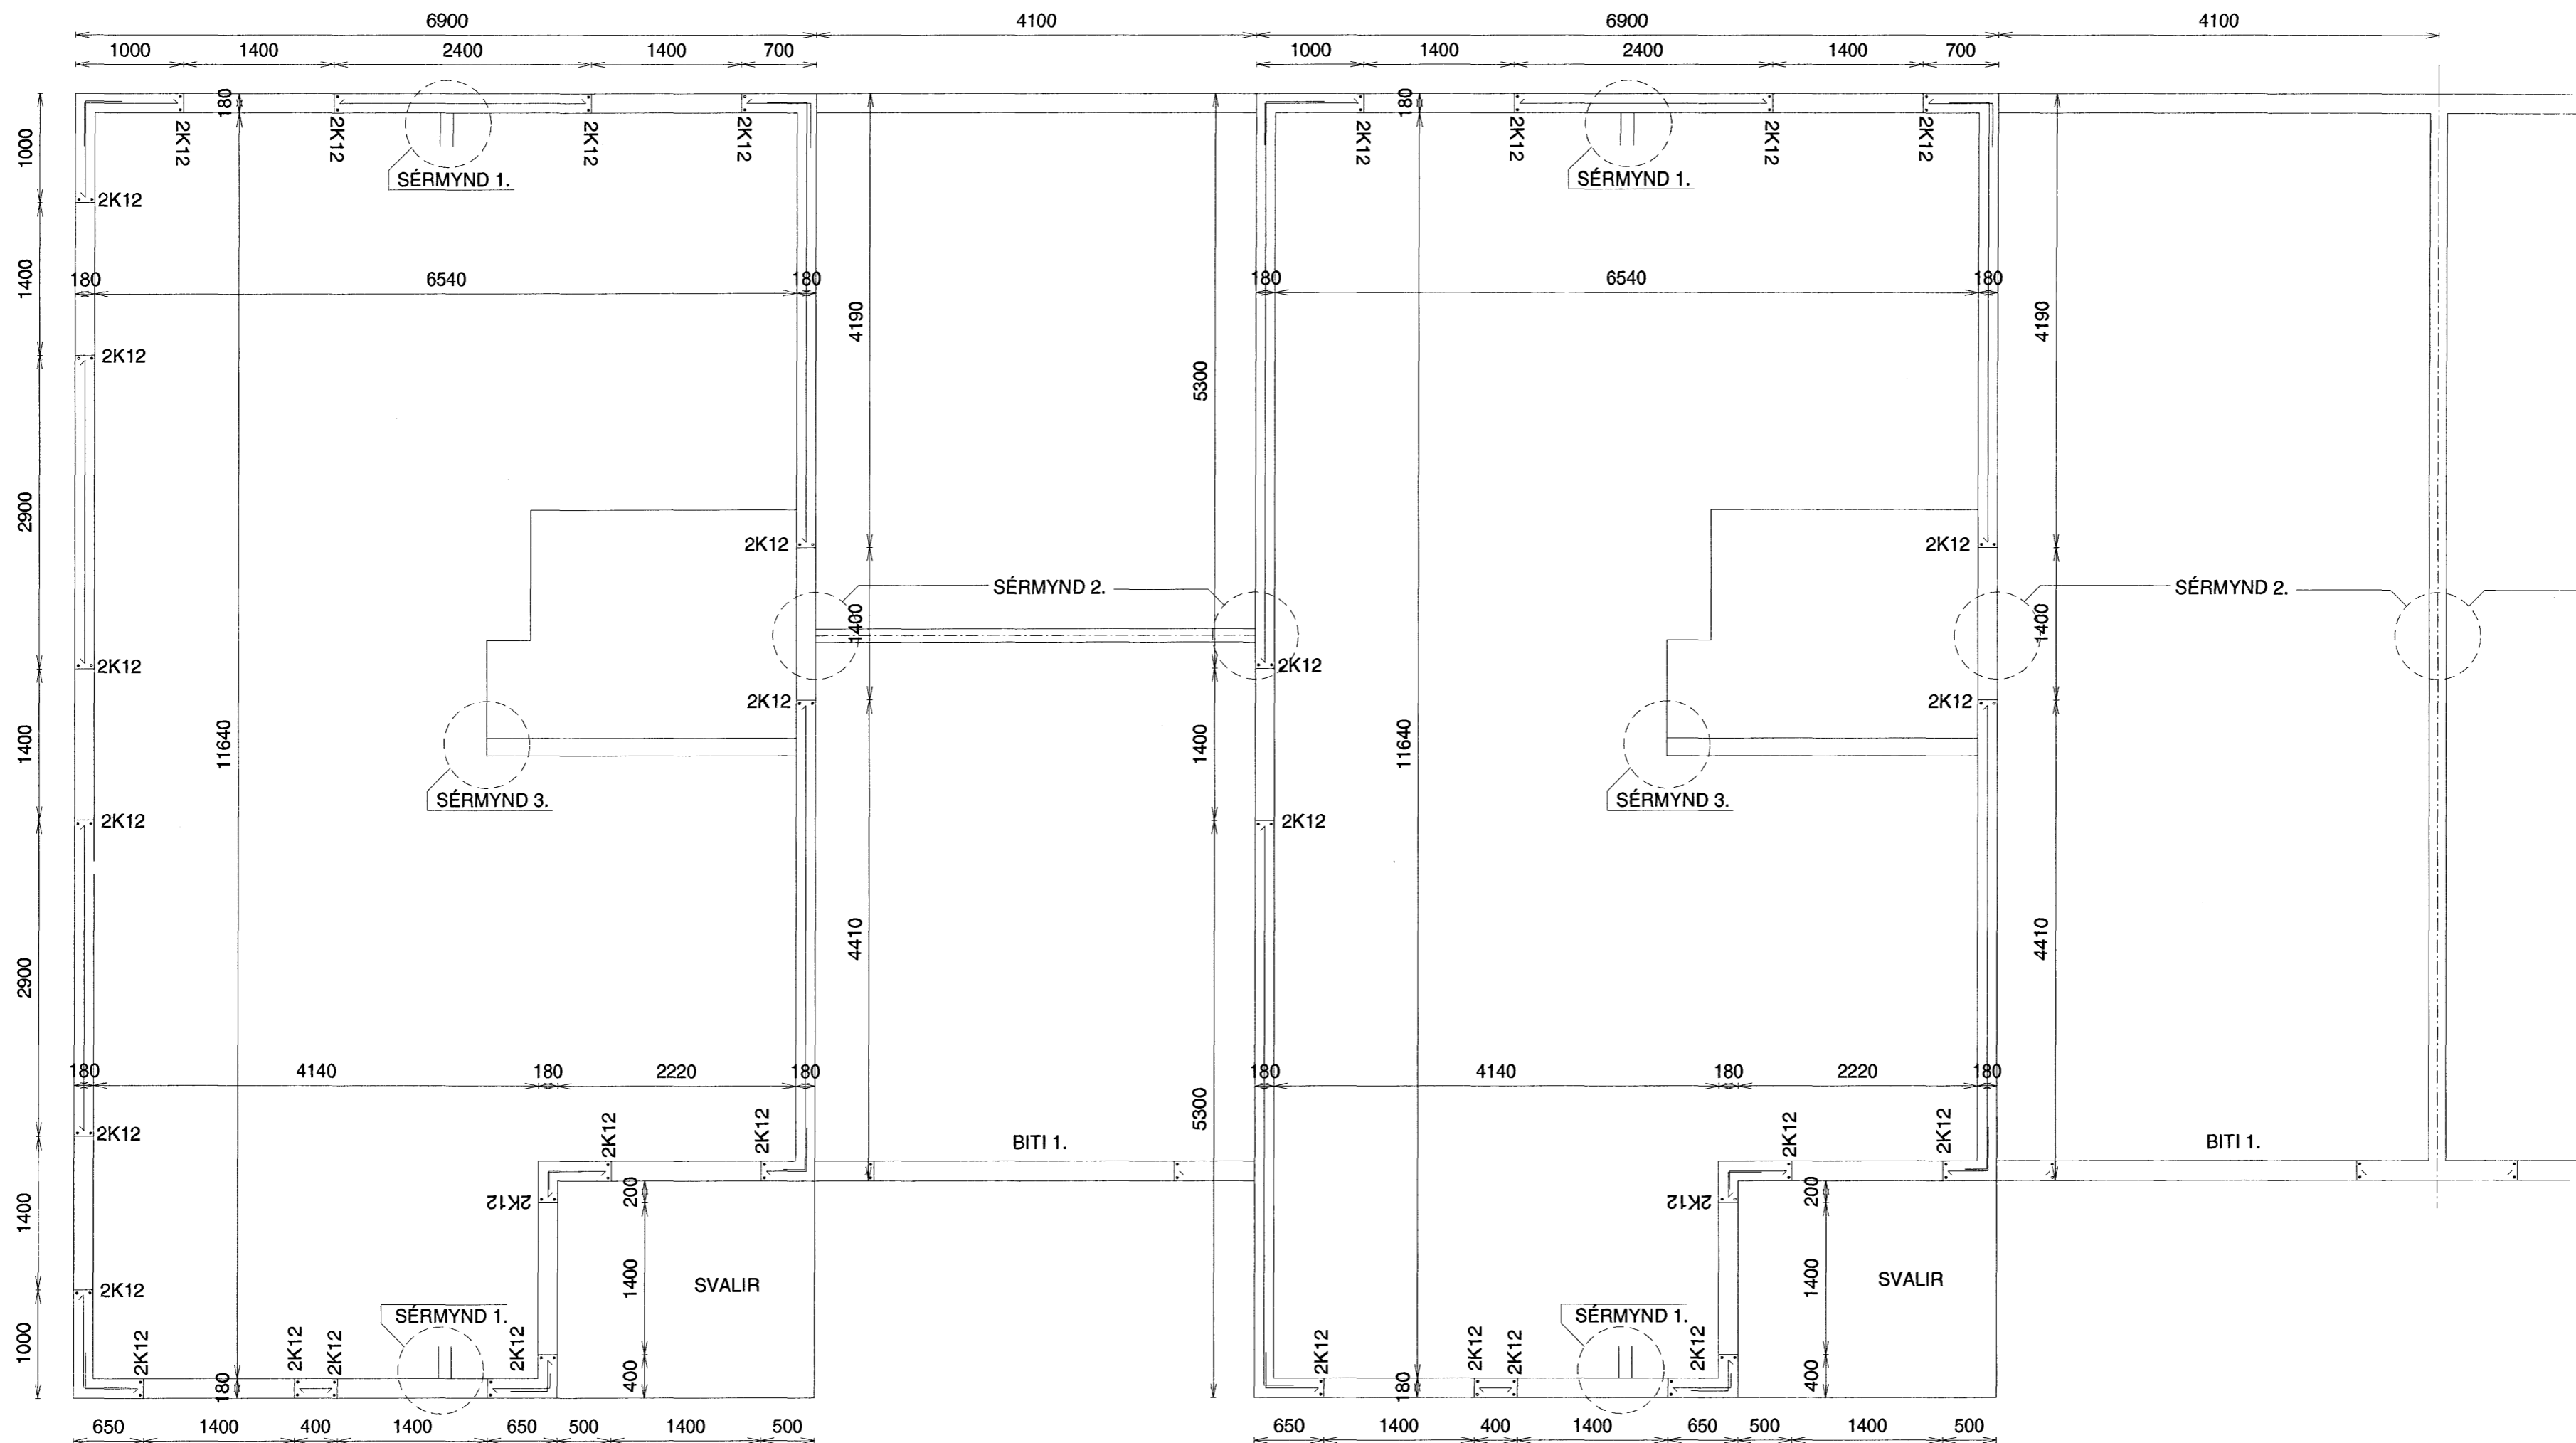 6900 4100 6900 4100
1000 1400 2400 1400 700 1000 1400 2400 1400 700
180 180
1000
2K12 2K12 2K12 2K12 2K12 2K12 2K12 2K12
SÉRMYND 1. SÉRMYND 1.
2K12
1400
180 6540 180 180 6540 180
4190 4190
2K12
5300
2900
2K12 2K12
SÉRMYND 2. SÉRMYND 2.
1400 1400
2K12 2K12
2K12 2K12
11640 1400 11640
1400
SÉRMYND 3. SÉRMYND 3.
2K12 2K12
4410 4410
2900
180 4140 180 2220 180 180 4140 180 2220 180
5300
2K12 2K12 2K12 2K12 2K12
BITI 1. BITI 1.
2K12 200 2K12 200
1400
1400 SVALIR 1400 SVALIR
2K12
SÉRMYND 1. SÉRMYND 1.
1000
2K12 2K12 2K12 2K12 2K12 2K12 2K12 2K12
180 400 180 400
650 1400 400 1400 650 500 1400 500 650 1400 400 1400 650 500 1400 500